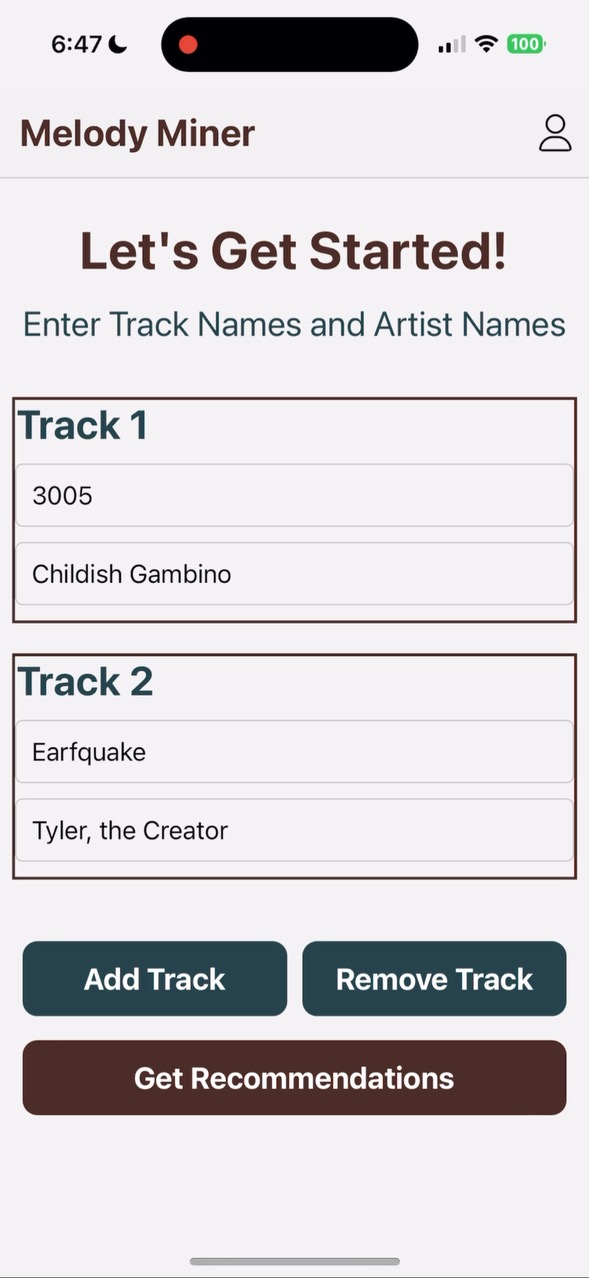 6:47
100
Melody Miner
Let's Get Started!
Enter Track Names and Artist Names
Track 1
3005
Childish Gambino
Track 2
Earfquake
Tyler, the Creator
Add Track
Remove Track
Get Recommendations